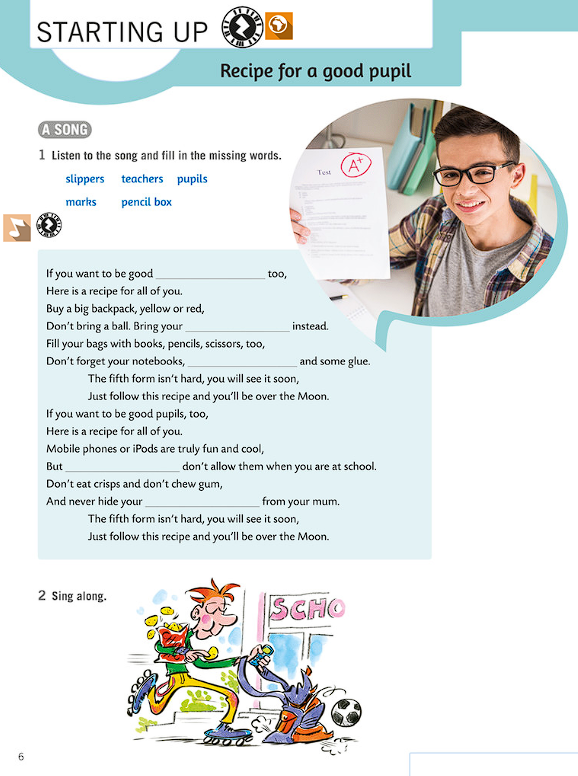 STARTING UP
Recipe for a good pupil
A SONG
1 Listen to the song and fill in the missing words.
slippers teachers pupils
marks pencil box
Test A+
If you want to be good ____________________ too,
Here is a recipe for all of you.
Buy a big backpack, yellow or red,
Don't bring a ball. Bring your ____________________ instead.
Fill your bags with books, pencils, scissors, too,
Don't forget your notebooks, ____________________ and some glue.
The fifth form isn't hard, you will see it soon,
Just follow this recipe and you'll be over the Moon.
If you want to be good pupils, too,
Here is a recipe for all of you.
Mobile phones or iPods are truly fun and cool,
But ____________________ don't allow them when you are at school.
Don't eat crisps and don't chew gum,
And never hide your ____________________ from your mum.
The fifth form isn't hard, you will see it soon,
Just follow this recipe and you'll be over the Moon.
2 Sing along.
SCHO
6